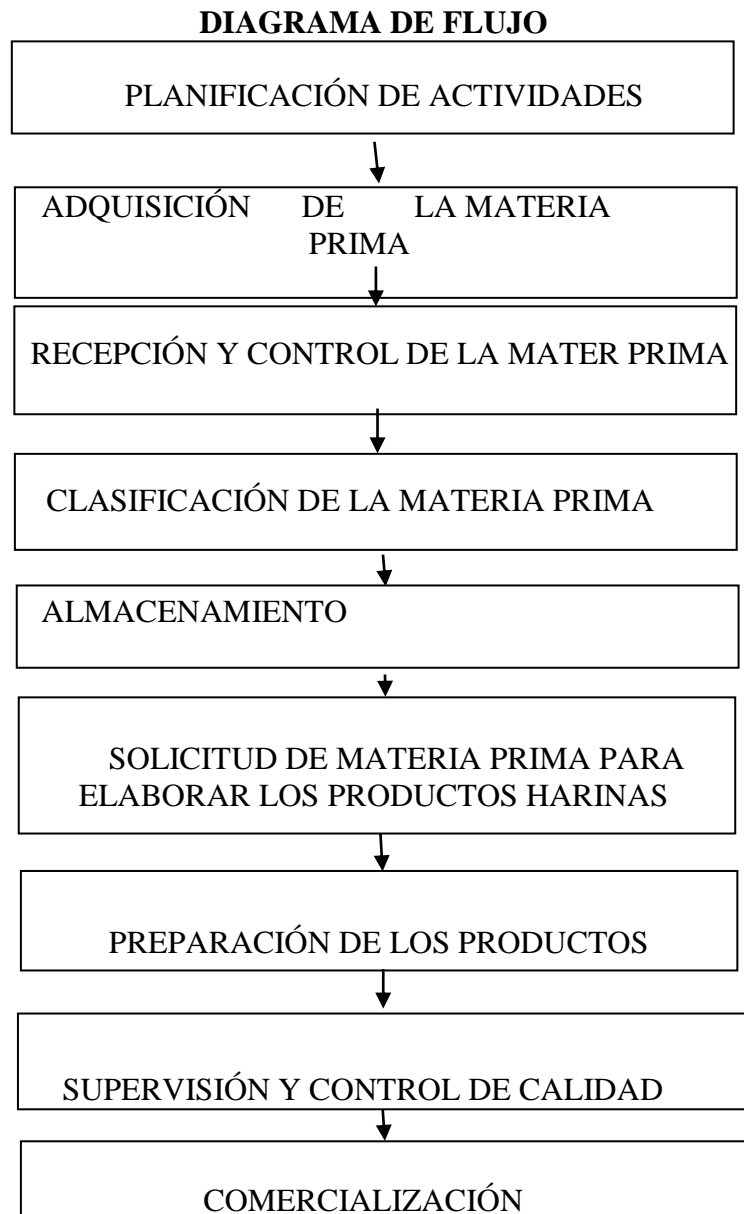 DIAGRAMA DE FLUJO
PLANIFICACIÓN DE ACTIVIDADES
ADQUISICIÓN DE LA MATERIA
PRIMA
RECEPCIÓN Y CONTROL DE LA MATER PRIMA
CLASIFICACIÓN DE LA MATERIA PRIMA
ALMACENAMIENTO
SOLICITUD DE MATERIA PRIMA PARA
ELABORAR LOS PRODUCTOS HARINAS
PREPARACIÓN DE LOS PRODUCTOS
SUPERVISIÓN Y CONTROL DE CALIDAD
COMERCIALIZACIÓN